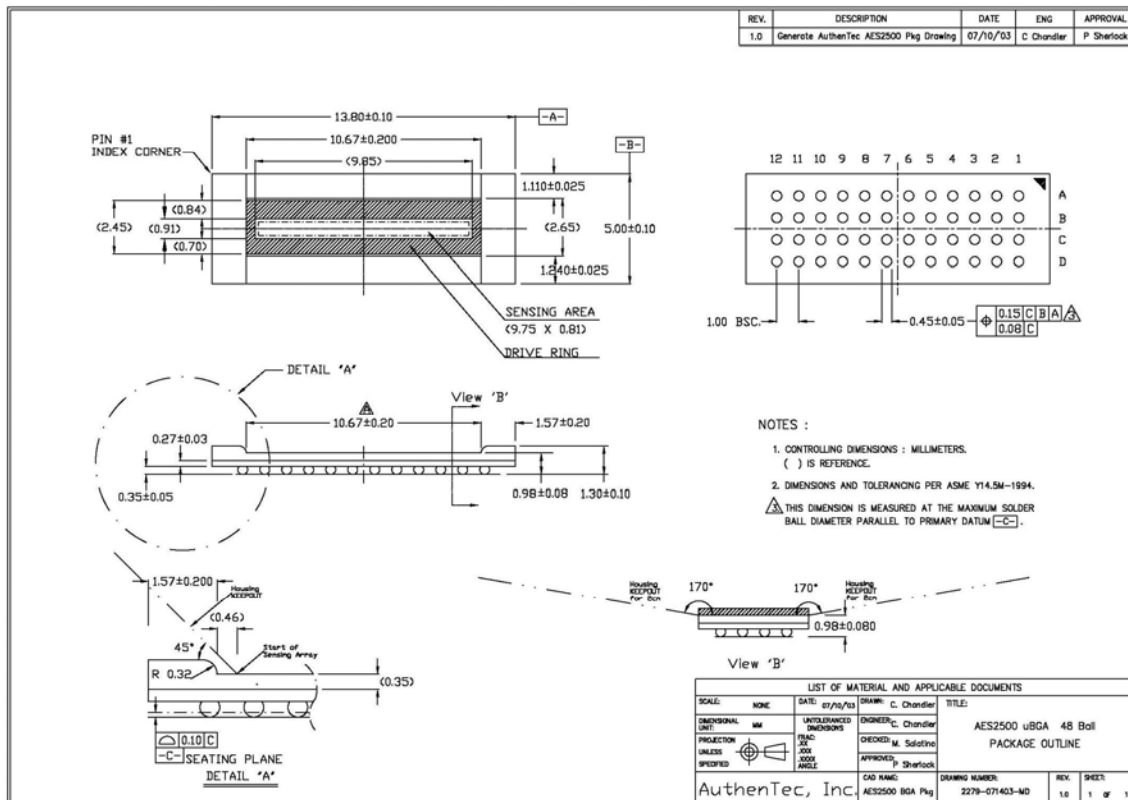 REV. DESCRIPTION DATE ENG APPROVAL
1.0 Generate AuthenTec AES2500 Pkg Drawing 07/10/'03 C Chandler P Sherlock
13.80±0.10
-A-
10.67±0.200
(9.85)
-B-
PIN #1
INDEX CORNER
1.110±0.025
(0.84)
(2.45)
(0.91)
(0.70)
(2.65)
5.00±0.10
1.240±0.025
SENSING AREA
(9.75 X 0.81)
DRIVE RING
12 11 10 9 8 7 6 5 4 3 2 1
A
B
C
D
1.00 BSC.
0.45±0.05
0.15 C B A 3
0.08 C
DETAIL "A"
View 'B'
10.67±0.20
1.57±0.20
0.27±0.03
0.35±0.05
0.98±0.08
1.30±0.10
NOTES :
1. CONTROLLING DIMENSIONS : MILLIMETERS.
( ) IS REFERENCE.
2. DIMENSIONS AND TOLERANCING PER ASME Y14.5M-1994.
3 THIS DIMENSION IS MEASURED AT THE MAXIMUM SOLDER
BALL DIAMETER PARALLEL TO PRIMARY DATUM -C- .
1.57±0.200
Housing
KEEPOUT
(0.46)
45°
Start of
Sensing Array
R 0.32
(0.35)
0.10 C
-C- SEATING PLANE
DETAIL "A"
Housing
KEEPOUT
170°
170°
Housing
KEEPOUT
0.98±0.080
View 'B'
LIST OF MATERIAL AND APPLICABLE DOCUMENTS
SCALE: NONE
DATE: 07/10/'03
DRAWN: C. Chandler
TITLE:
DIMENSIONAL UNIT: MM
UNTOLERANCED DIMENSIONS
ENGINEER: C. Chandler
AES2500 uBGA 48 Ball
PACKAGE OUTLINE
PROJECTION UNLESS SPECIFIED
FRAC:
.XX
.XXX
.XXXX
ANGLE
CHECKED: M. Salatino
APPROVED: P Sherlock
AuthenTec, Inc.
CAD NAME:
AES2500 BGA Pkg
DRAWING NUMBER:
2279-071403-MD
REV.
1.0
SHEET:
1 OF 1